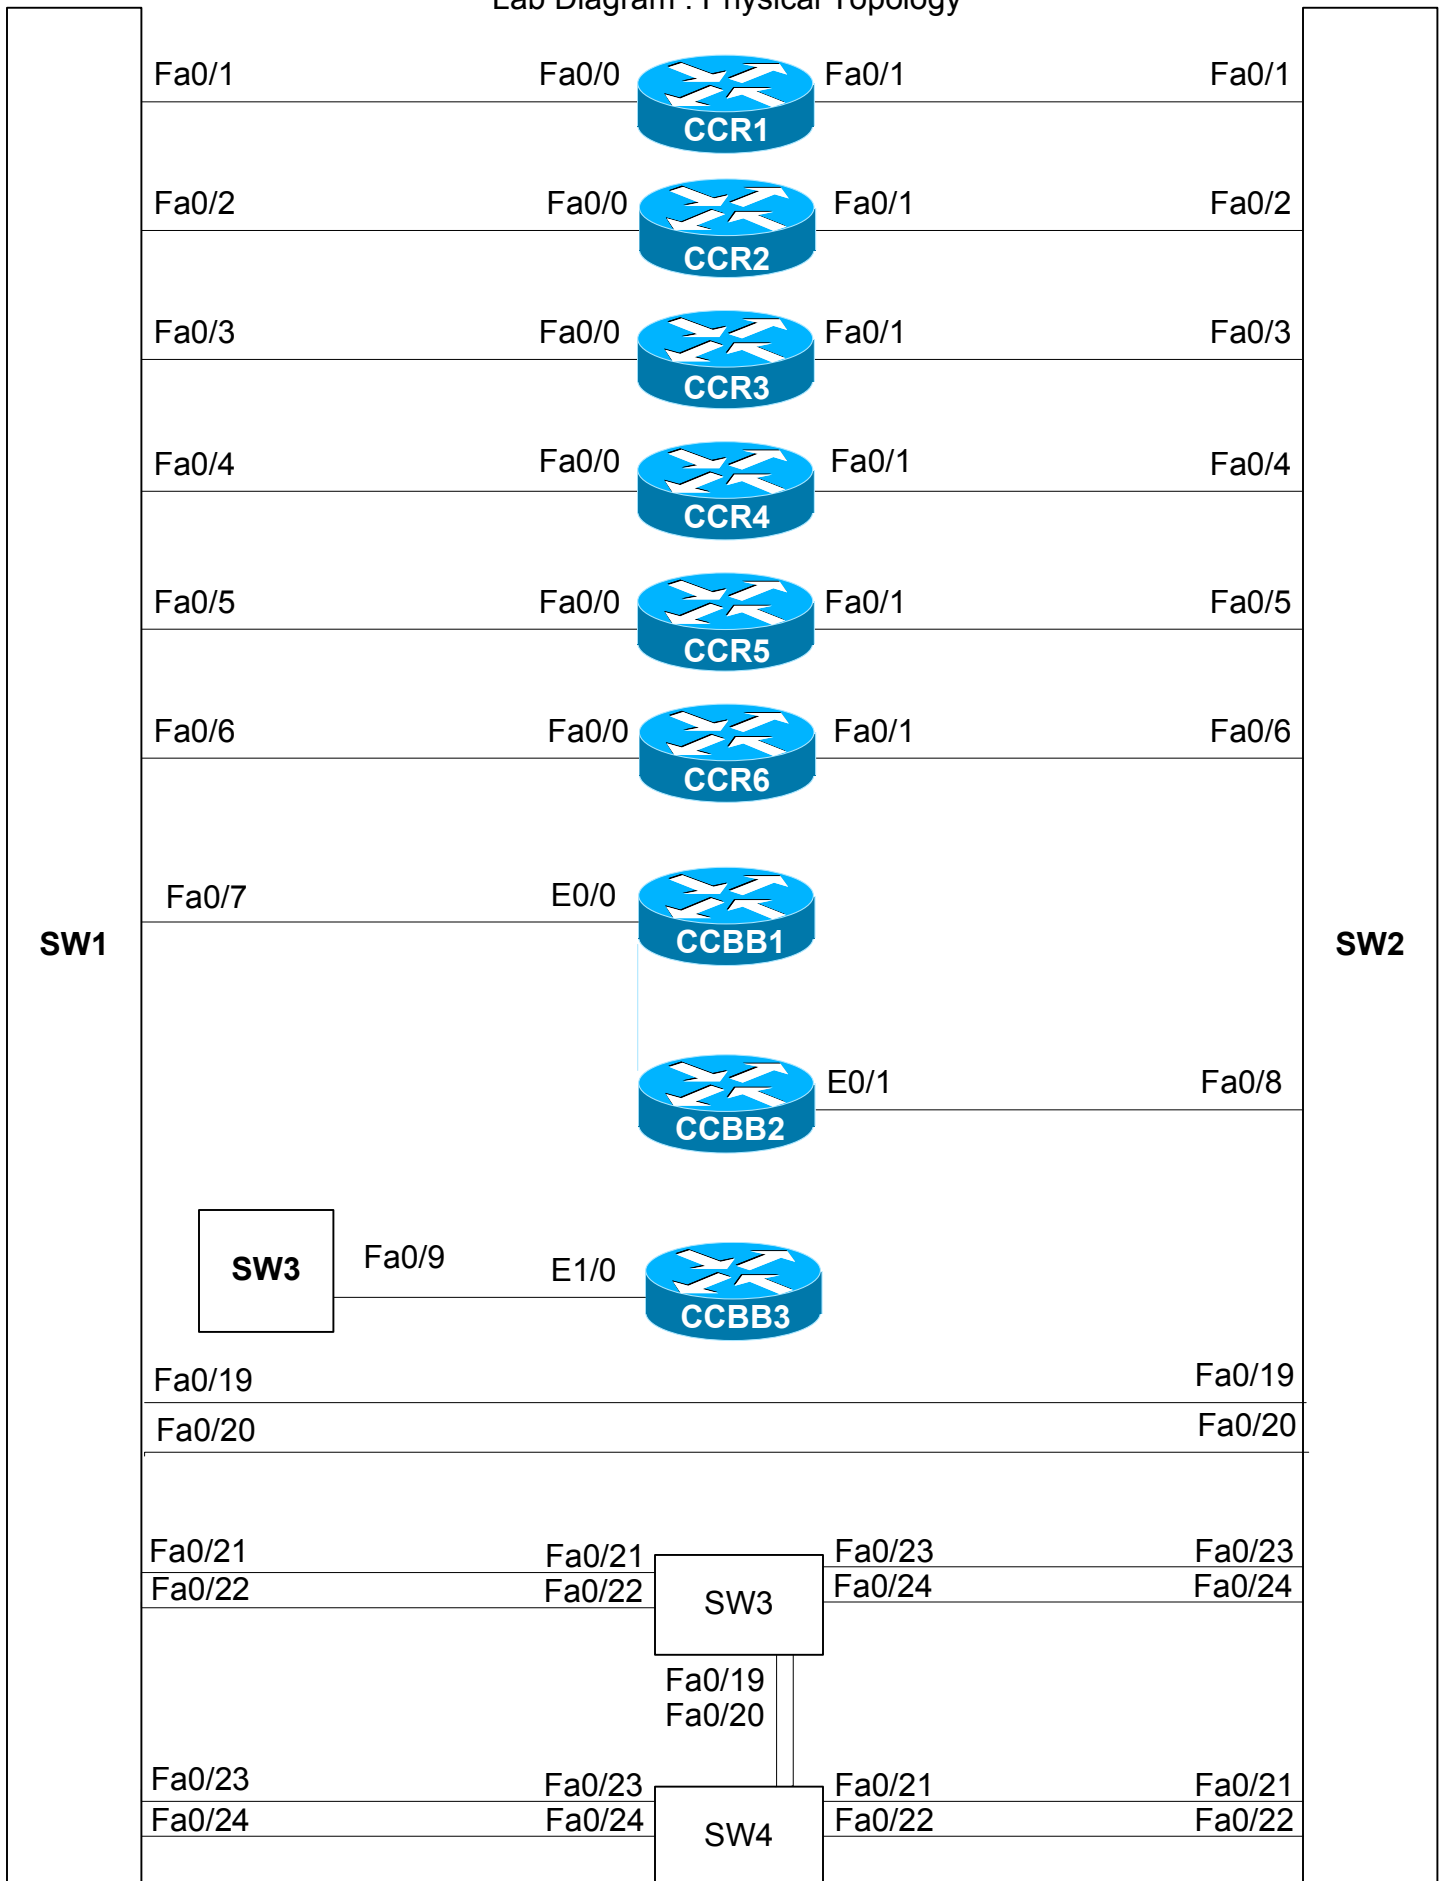 Lab Diagram : Physical Topology
Fa0/1 Fa0/0 Fa0/1 Fa0/1
CCR1
Fa0/2 Fa0/0 Fa0/1 Fa0/2
CCR2
Fa0/3 Fa0/0 Fa0/1 Fa0/3
CCR3
Fa0/4 Fa0/0 Fa0/1 Fa0/4
CCR4
Fa0/5 Fa0/0 Fa0/1 Fa0/5
CCR5
Fa0/6 Fa0/0 Fa0/1 Fa0/6
CCR6
Fa0/7 E0/0
SW1 CCBB1 SW2
E0/1 Fa0/8
CCBB2
SW3 Fa0/9 E1/0
CCBB3
Fa0/19 Fa0/19
Fa0/20 Fa0/20
Fa0/21 Fa0/21 Fa0/23 Fa0/23
Fa0/22 Fa0/22 Fa0/24 Fa0/24
SW3
Fa0/19
Fa0/20
Fa0/23 Fa0/23 Fa0/21 Fa0/21
Fa0/24 Fa0/24 Fa0/22 Fa0/22
SW4